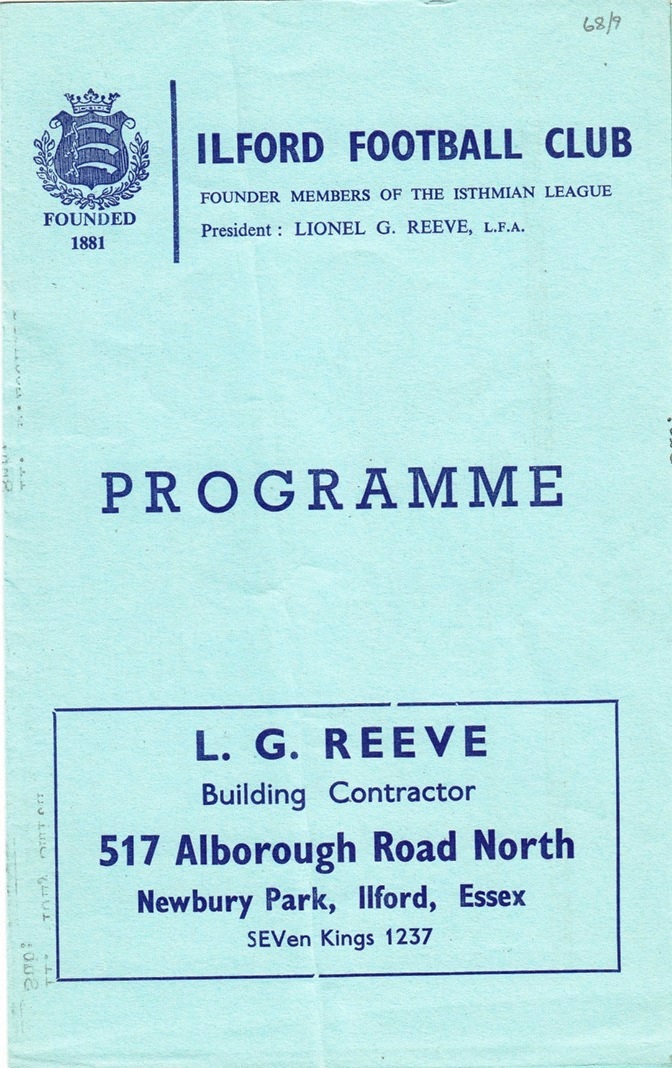 68/9
ILFORD FOOTBALL CLUB
FOUNDER MEMBERS OF THE ISTHMIAN LEAGUE
President : LIONEL G. REEVE, L.F.A.
FOUNDED
1881
PROGRAMME
L. G. REEVE
Building Contractor
517 Alborough Road North
Newbury Park, Ilford, Essex
SEVen Kings 1237